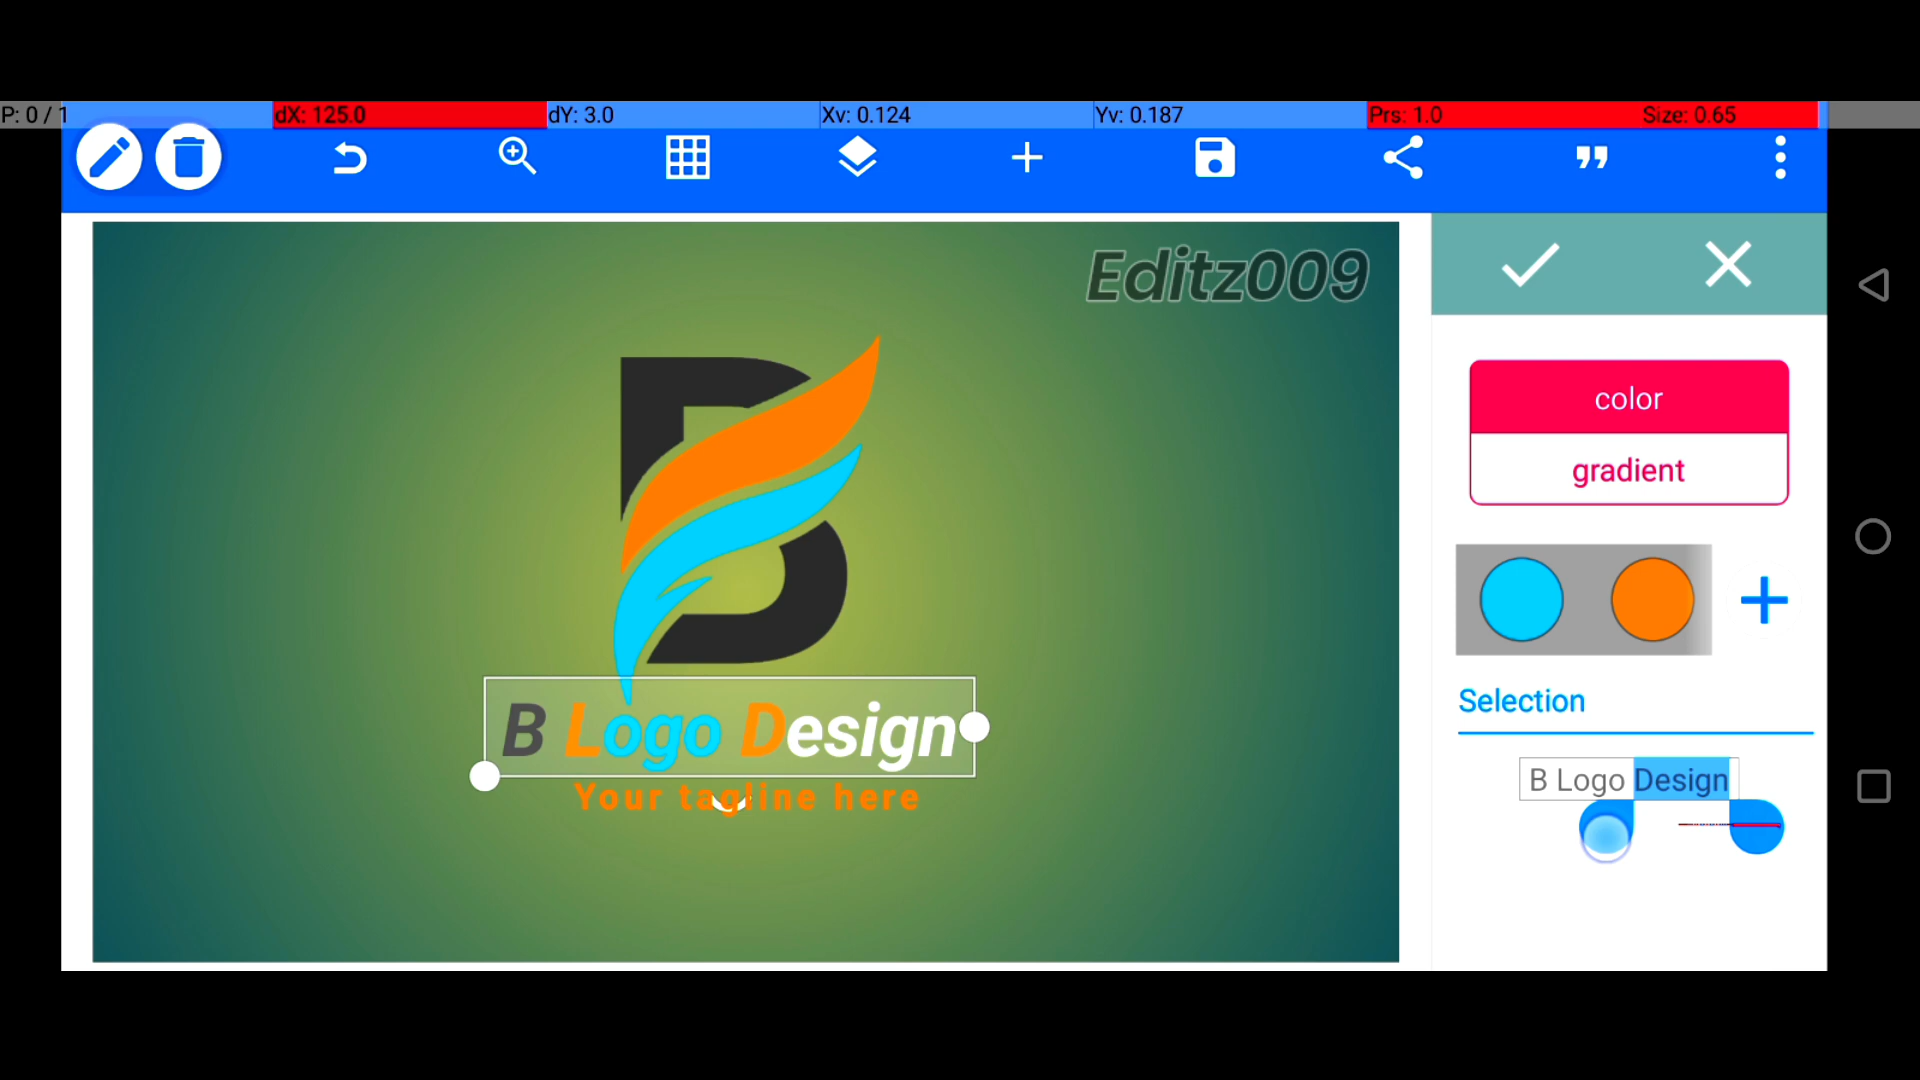 P: 0 / 1 dX: 125.0 dY: 3.0 Xv: 0.124 Yv: 0.187 Prs: 1.0 Size: 0.65
Editz009
color
gradient
Selection
B Logo Design
B Logo Design
Your tagline here